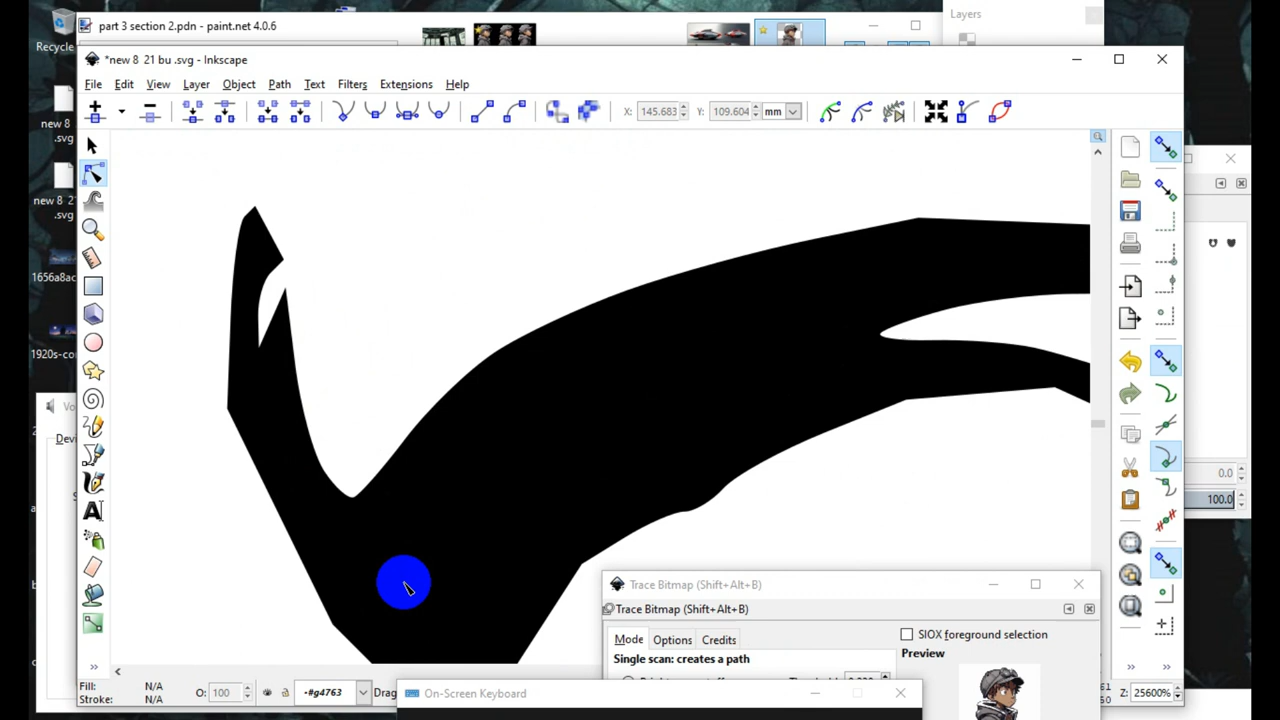 part 3 section 2.pdn - paint.net 4.0.6
Layers
Recycle
*new 8 21 bu .svg - Inkscape
File Edit View Layer Object Path Text Filters Extensions Help
X: 145.683 Y: 109.604 mm
new 8
.svg
new 8 2
.svg
1656a8ac
1920s-co
Vo
De
0.0
100.0
Trace Bitmap (Shift+Alt+B)
Trace Bitmap (Shift+Alt+B)
SIOX foreground selection
Mode Options Credits
Preview
Single scan: creates a path
Fill: N/A
Stroke: N/A
O: 100
-#g4763
Drag
On-Screen Keyboard
Z: 25600%